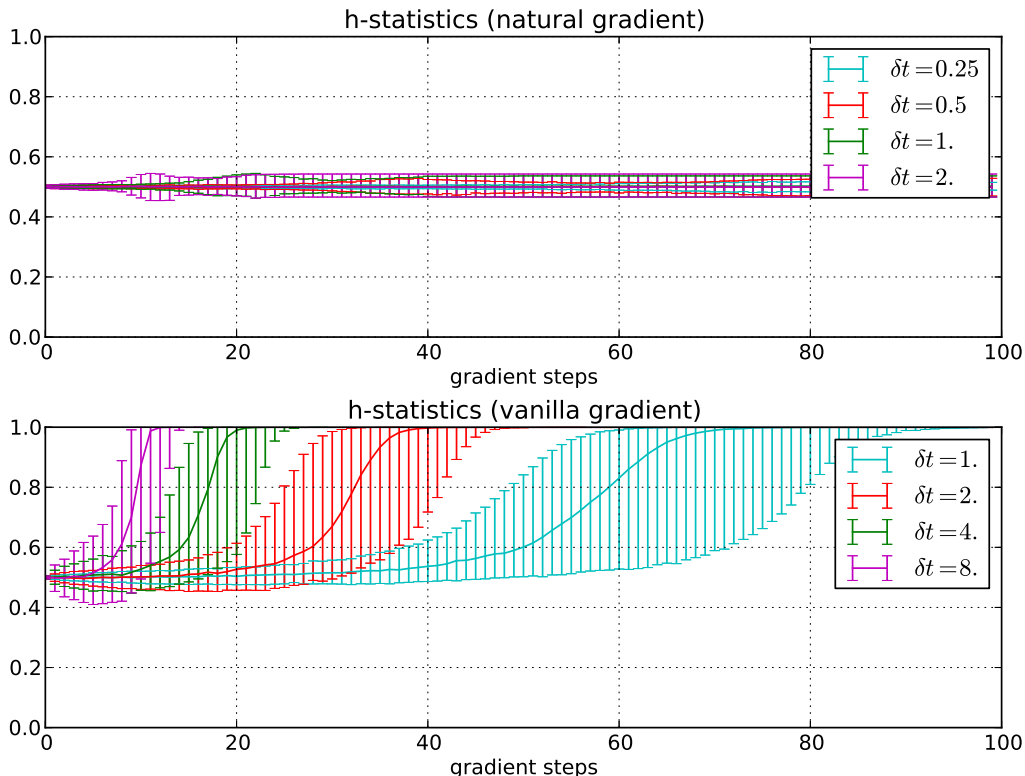 h-statistics (natural gradient)
1.0
0.8
0.6
0.4
0.2
0.0
0 20 40 60 80 100
gradient steps
δt = 0.25
δt = 0.5
δt = 1.
δt = 2.
h-statistics (vanilla gradient)
1.0
0.8
0.6
0.4
0.2
0.0
0 20 40 60 80 100
gradient steps
δt = 1.
δt = 2.
δt = 4.
δt = 8.